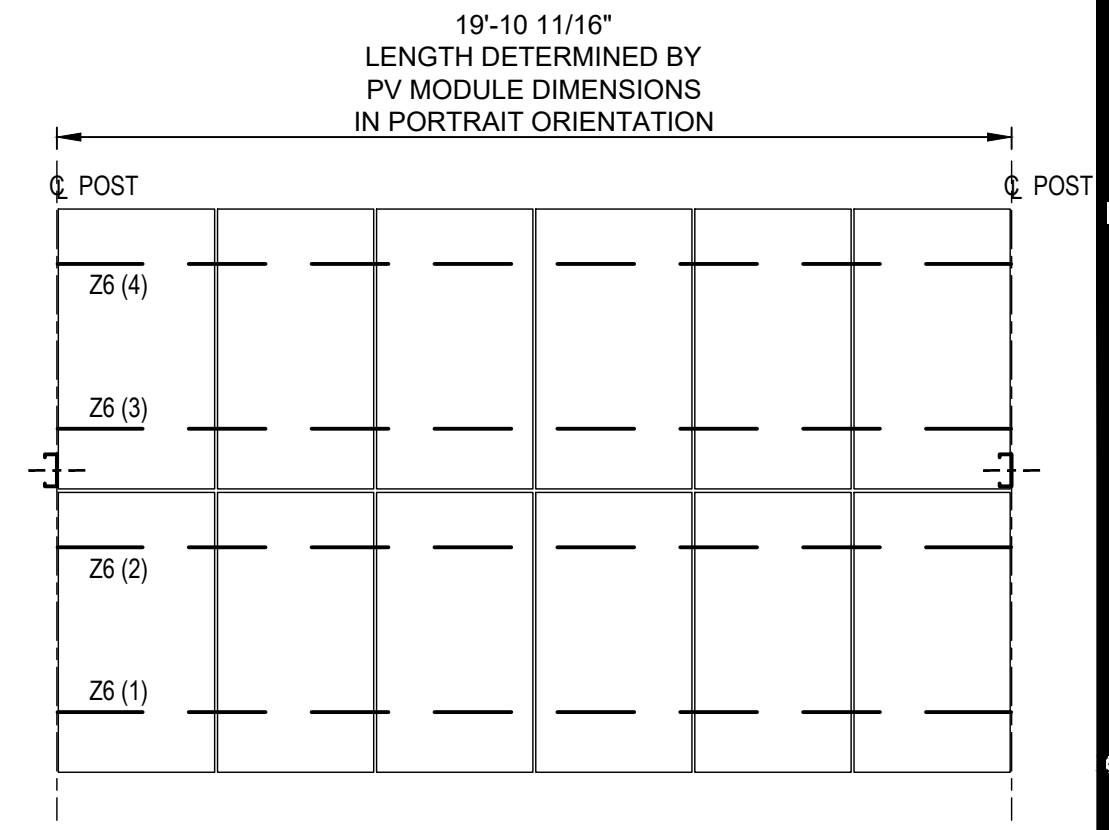 19'-10 11/16"
LENGTH DETERMINED BY
PV MODULE DIMENSIONS
IN PORTRAIT ORIENTATION
℄ POST
℄ POST
Z6 (4)
Z6 (3)
Z6 (2)
Z6 (1)